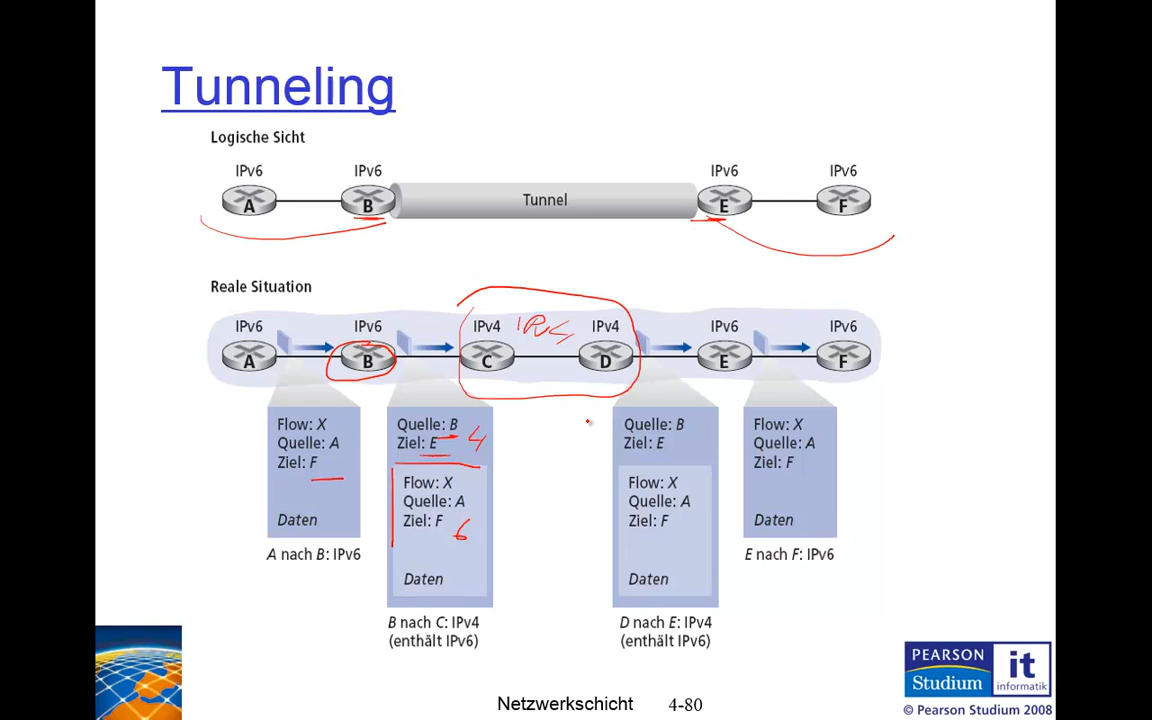 Tunneling
Logische Sicht
IPv6 IPv6 IPv6 IPv6
A B Tunnel E F
Reale Situation
IPv6 IPv6 IPv4 IPv4 IPv6 IPv6
IPv4
A B C D E F
Flow: X
Quelle: A
Ziel: F
Daten
A nach B: IPv6
Quelle: B
Ziel: E 4
Flow: X
Quelle: A
Ziel: F 6
Daten
B nach C: IPv4
(enthält IPv6)
Quelle: B
Ziel: E
Flow: X
Quelle: A
Ziel: F
Daten
D nach E: IPv4
(enthält IPv6)
Flow: X
Quelle: A
Ziel: F
Daten
E nach F: IPv6
PEARSON
Studium
it
informatik
Netzwerkschicht 4-80
© Pearson Studium 2008